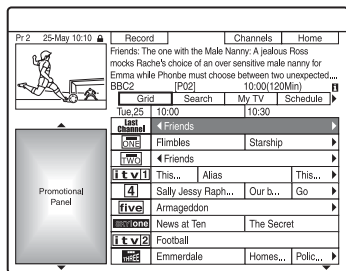 Pr 2 25-May 10:10 Record Channels Home
Friends: The one with the Male Nanny: A jealous Ross
mocks Rache's choice of an over sensitive male nanny for
Emma while Phonbe must choose between two unexpected....
BBC2 [P02] 10:00(120Min) i
Grid Search My TV Schedule
Tue,25 10:00 10:30
Last Channel Friends
ONE Flimbles Starship
TWO Friends
itv1 This... Alias This...
4 Sally Jessy Raph... Our b... Go
five Armageddon
sky one News at Ten The Secret
itv2 Football
THREE Emmerdale Homes... Polic...
Promotional
Panel